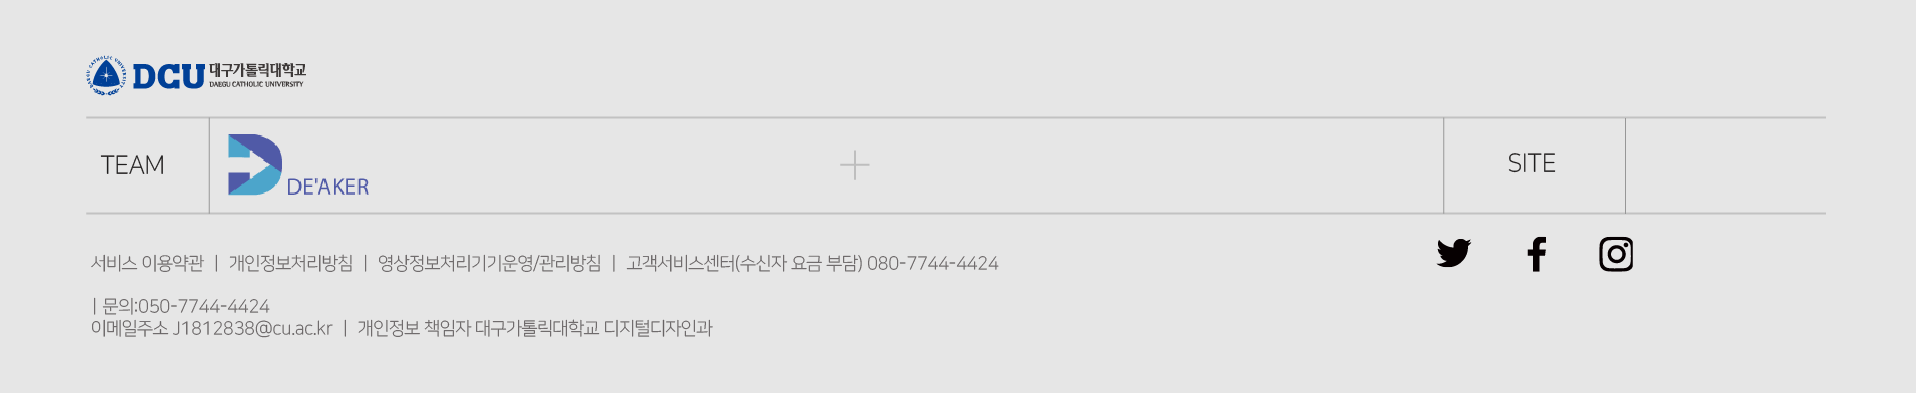 DCU 대구가톨릭대학교
DAEGU CATHOLIC UNIVERSITY
TEAM
DE'AKER
SITE
서비스 이용약관 | 개인정보처리방침 | 영상정보처리기기운영/관리방침 | 고객서비스센터(수신자 요금 부담) 080-7744-4424
| 문의:050-7744-4424
이메일주소 J1812838@cu.ac.kr | 개인정보 책임자 대구가톨릭대학교 디지털디자인과